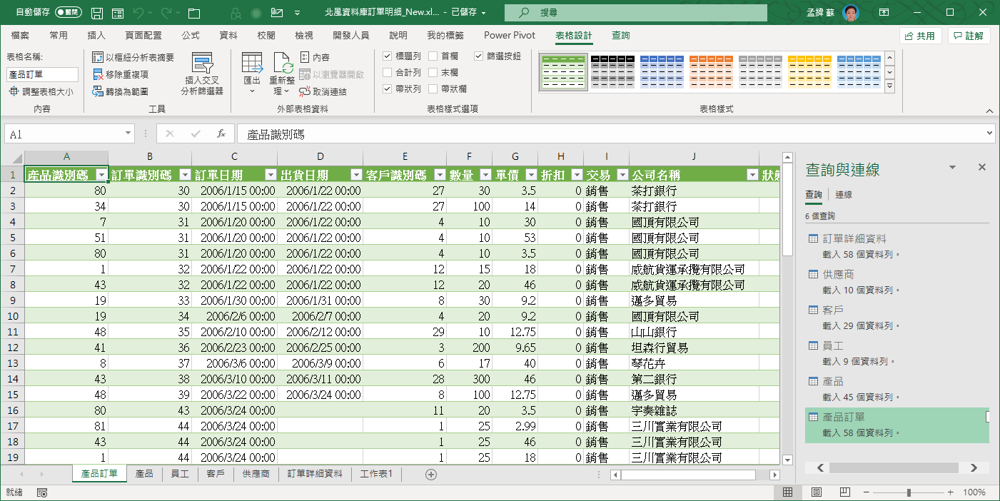 自動儲存 關閉 北風資料庫訂單明細_New.xl... - 已儲存 搜尋 孟緯 蘇
檔案 常用 插入 頁面配置 公式 資料 校閱 檢視 開發人員 說明 我的標籤 Power Pivot 表格設計 查詢 共用 註解
表格名稱:
產品訂單
調整表格大小
內容
以樞紐分析表摘要
移除重複項
轉換為範圍
插入交叉
分析篩選器
工具
匯出
重新整
理
內容
以瀏覽器開啟
取消連結
外部表格資料
標題列 首欄 篩選按鈕
合計列 末欄
帶狀列 帶狀欄
表格樣式選項
表格樣式
A1 fx 產品識別碼
A B C D E F G H I J
1 產品識別碼 訂單識別碼 訂單日期 出貨日期 客戶識別碼 數量 單價 折扣 交易 公司名稱 狀態
2 80 30 2006/1/15 00:00 2006/1/22 00:00 27 30 3.5 0 銷售 茶打銀行
3 34 30 2006/1/15 00:00 2006/1/22 00:00 27 100 14 0 銷售 茶打銀行
4 7 31 2006/1/20 00:00 2006/1/22 00:00 4 10 30 0 銷售 國頂有限公司
5 51 31 2006/1/20 00:00 2006/1/22 00:00 4 10 53 0 銷售 國頂有限公司
6 80 31 2006/1/20 00:00 2006/1/22 00:00 4 10 3.5 0 銷售 國頂有限公司
7 1 32 2006/1/22 00:00 2006/1/22 00:00 12 15 18 0 銷售 威航貨運承攬有限公司
8 43 32 2006/1/22 00:00 2006/1/22 00:00 12 20 46 0 銷售 威航貨運承攬有限公司
9 19 33 2006/1/30 00:00 2006/1/31 00:00 8 30 9.2 0 銷售 邁多貿易
10 19 34 2006/2/6 00:00 2006/2/7 00:00 4 20 9.2 0 銷售 國頂有限公司
11 48 35 2006/2/10 00:00 2006/2/12 00:00 29 10 12.75 0 銷售 山山銀行
12 41 36 2006/2/23 00:00 2006/2/25 00:00 3 200 9.65 0 銷售 坦森行貿易
13 8 37 2006/3/6 00:00 2006/3/9 00:00 6 17 40 0 銷售 琴花卉
14 43 38 2006/3/10 00:00 2006/3/11 00:00 28 300 46 0 銷售 第二銀行
15 48 39 2006/3/22 00:00 2006/3/24 00:00 8 100 12.75 0 銷售 邁多貿易
16 80 43 2006/3/24 00:00 11 20 3.5 0 銷售 宇奏雜誌
17 81 44 2006/3/24 00:00 1 25 2.99 0 銷售 三川實業有限公司
18 43 44 2006/3/24 00:00 1 25 46 0 銷售 三川實業有限公司
19 1 44 2006/3/24 00:00 1 25 18 0 銷售 三川實業有限公司
產品訂單 產品 員工 客戶 供應商 訂單詳細資料 工作表1
查詢與連線
查詢 連線
6 個查詢
訂單詳細資料
載入 58 個資料列。
供應商
載入 10 個資料列。
客戶
載入 29 個資料列。
員工
載入 9 個資料列。
產品
載入 45 個資料列。
產品訂單
載入 58 個資料列。
就緒 100%